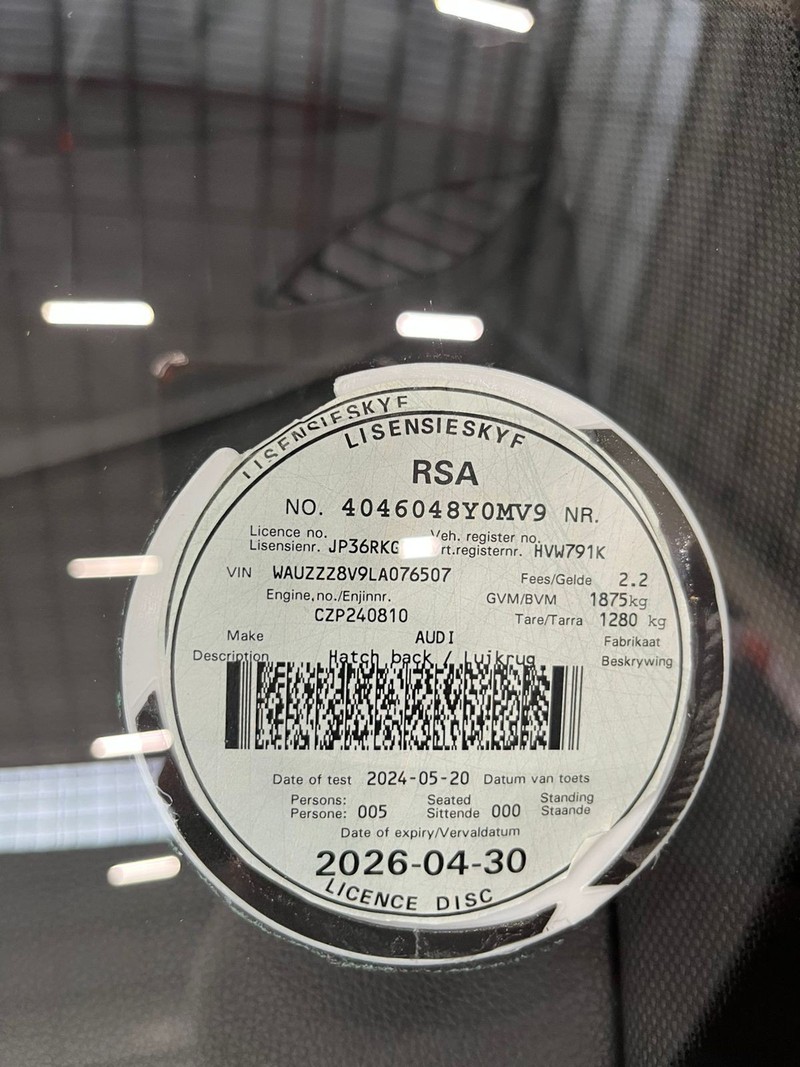 LISENSIESKYF
LISENSIESKYF
RSA
NO. 4046048Y0MV9 NR.
Licence no. Veh. register no.
Lisensienr. JP36RKG rt.registernr. HVW791K
VIN WAUZZZ8V9LA076507 Fees/Gelde 2.2
Engine.no./Enjinnr. GVM/BVM 1875kg
CZP240810 Tare/Tarra 1280 kg
Make AUDI Fabrikaat
Description Hatch back / Luikrug Beskrywing
Date of test 2024-05-20 Datum van toets
Persons: Seated Standing
Persone: 005 Sittende 000 Staande
Date of expiry/Vervaldatum
2026-04-30
LICENCE DISC